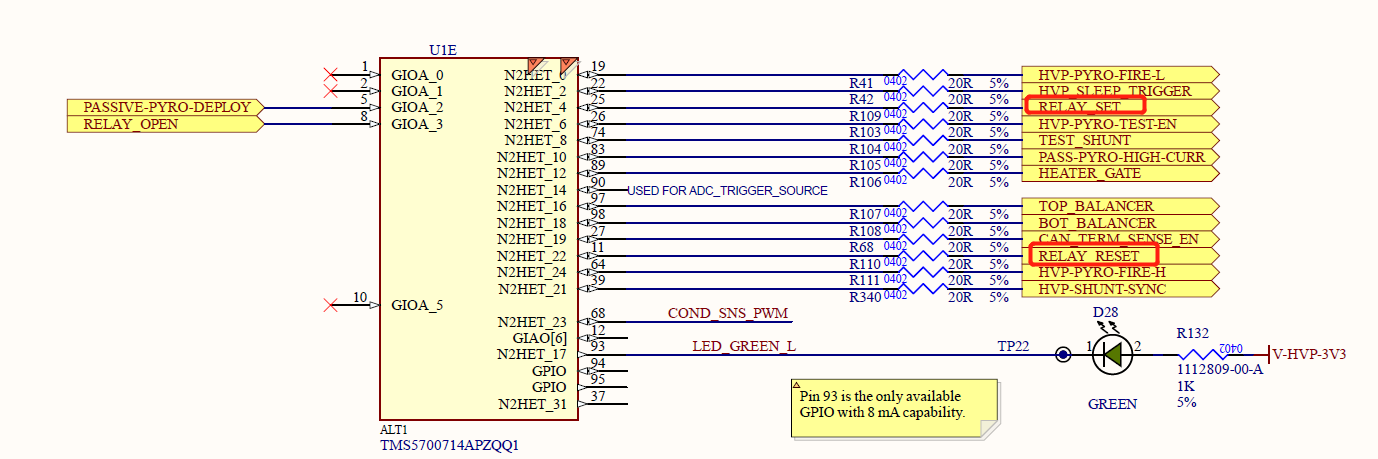 U1E
1 GIOA_0 N2HET_0 19 HVP-PYRO-FIRE-L
R41 0402 20R 5%
2 GIOA_1 N2HET_2 22 HVP_SLEEP_TRIGGER
R42 0402 20R 5%
PASSIVE-PYRO-DEPLOY 5 GIOA_2 N2HET_4 25 RELAY_SET
R109 0402 20R 5%
RELAY_OPEN 8 GIOA_3 N2HET_6 26 HVP-PYRO-TEST-EN
R103 0402 20R 5%
N2HET_8 74 TEST_SHUNT
R104 0402 20R 5%
N2HET_10 83 PASS-PYRO-HIGH-CURR
R105 0402 20R 5%
N2HET_12 89 HEATER_GATE
R106 0402 20R 5%
N2HET_14 90 USED FOR ADC_TRIGGER_SOURCE
N2HET_16 97 TOP_BALANCER
R107 0402 20R 5%
N2HET_18 98 BOT_BALANCER
R108 0402 20R 5%
N2HET_19 27 CAN_TERM_SENSE_EN
R68 0402 20R 5%
N2HET_22 11 RELAY_RESET
R110 0402 20R 5%
N2HET_24 64 HVP-PYRO-FIRE-H
R111 0402 20R 5%
N2HET_21 39 HVP-SHUNT-SYNC
R340 0402 20R 5%
10 GIOA_5
N2HET_23 68 COND_SNS_PWM
D28
GIAO[6] 12
R132
N2HET_17 93 LED_GREEN_L TP22 1 2 0402 V-HVP-3V3
GPIO 94
1112809-00-A
GPIO 95
1K
N2HET_31 37
GREEN 5%
Pin 93 is the only available
GPIO with 8 mA capability.
ALT1
TMS5700714APZQQ1